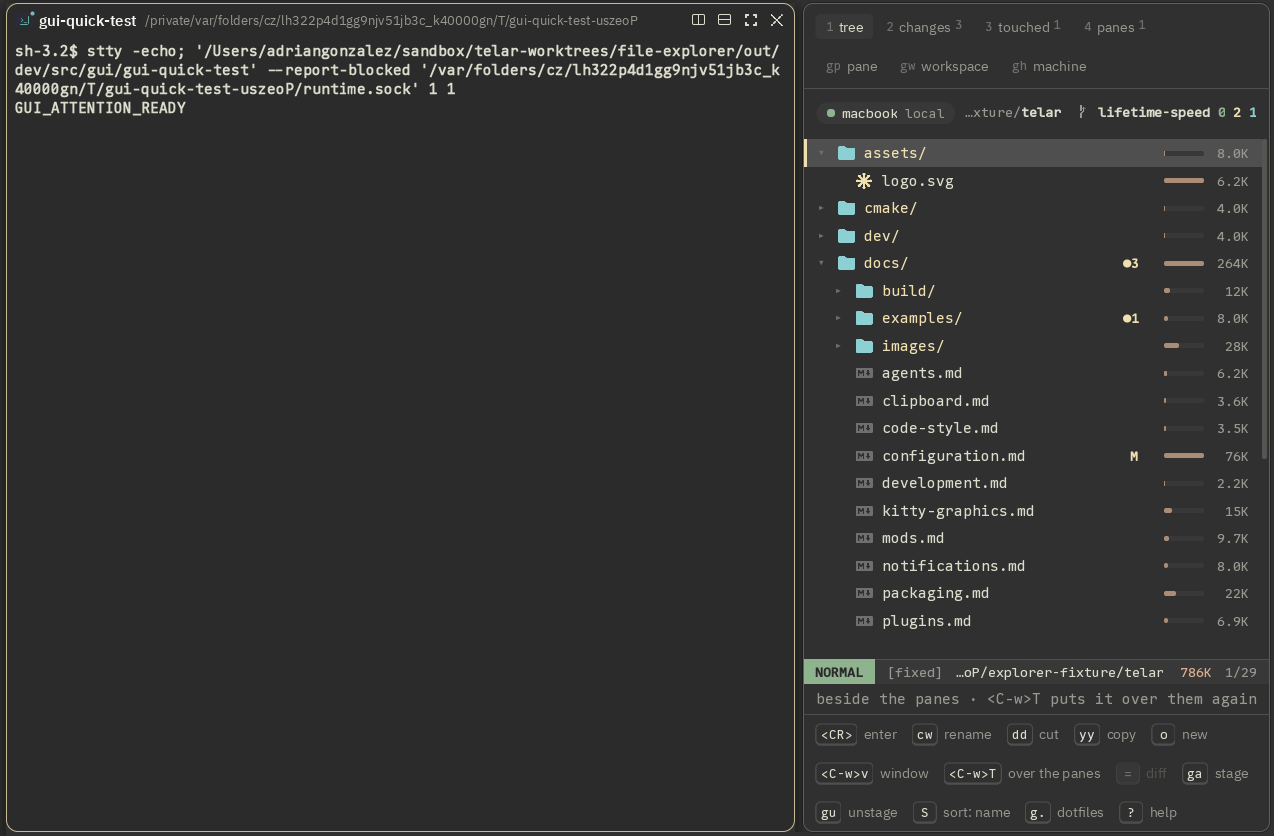 gui-quick-test /private/var/folders/cz/lh322p4d1gg9njv51jb3c_k40000gn/T/gui-quick-test-uszeoP
sh-3.2$ stty -echo; '/Users/adriangonzalez/sandbox/telar-worktrees/file-explorer/out/
dev/src/gui/gui-quick-test' --report-blocked '/var/folders/cz/lh322p4d1gg9njv51jb3c_k
40000gn/T/gui-quick-test-uszeoP/runtime.sock' 1 1
GUI_ATTENTION_READY
1 tree 2 changes 3 3 touched 1 4 panes 1
gp pane gw workspace gh machine
macbook local …xture/telar lifetime-speed 0 2 1
assets/ 8.0K
logo.svg 6.2K
cmake/ 4.0K
dev/ 4.0K
docs/ ●3 264K
build/ 12K
examples/ ●1 8.0K
images/ 28K
agents.md 6.2K
clipboard.md 3.6K
code-style.md 3.5K
configuration.md M 76K
development.md 2.2K
kitty-graphics.md 15K
mods.md 9.7K
notifications.md 8.0K
packaging.md 22K
plugins.md 6.9K
NORMAL [fixed] …oP/explorer-fixture/telar 786K 1/29
beside the panes · <C-w>T puts it over them again
<CR> enter cw rename dd cut yy copy o new
<C-w>v window <C-w>T over the panes = diff ga stage
gu unstage S sort: name g. dotfiles ? help